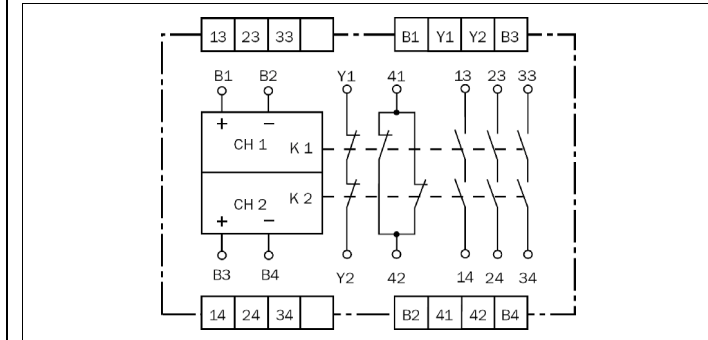 13 23 33 B1 Y1 Y2 B3
B1 B2 Y1 41 13 23 33
+ −
CH 1 K 1
CH 2 K 2
+ −
B3 B4 Y2 42 14 24 34
14 24 34 B2 41 42 B4